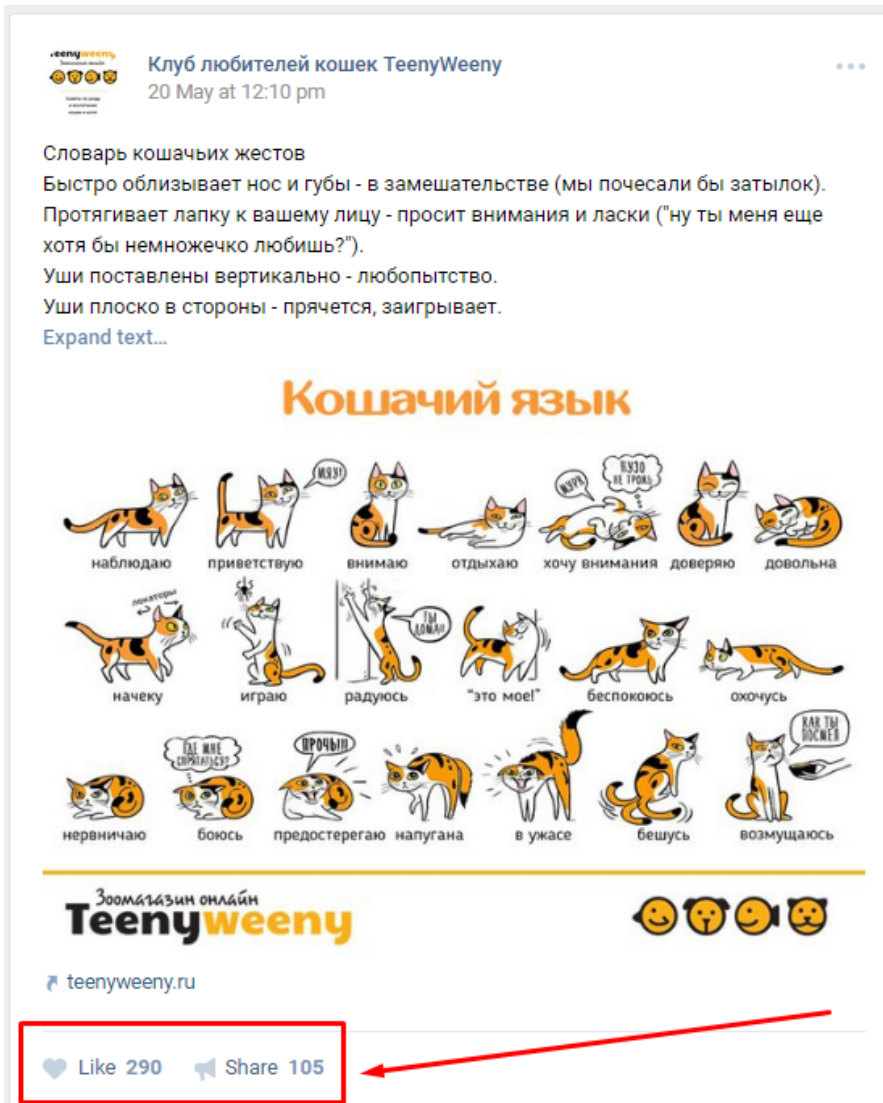 Teenyweeny
Клуб любителей кошек TeenyWeeny
20 May at 12:10 pm
Словарь кошачьих жестов
Быстро облизывает нос и губы - в замешательстве (мы почесали бы затылок).
Протягивает лапку к вашему лицу - просит внимания и ласки ("ну ты меня еще
хотя бы немножечко любишь?").
Уши поставлены вертикально - любопытство.
Уши плоско в стороны - прячется, заигрывает.
Expand text...
Кошачий язык
МЯУ!
МУРК
ПУЗО
НЕ ТРОЖЬ
наблюдаю приветствую внимаю отдыхаю хочу внимания доверяю довольна
локаторы
ТЫ
ДОМА!!
начеку играю радуюсь "это мое!" беспокоюсь охочусь
ГДЕ МНЕ
СПРЯТАТЬСЯ?
ПРОЧЬ!!!
КАК ТЫ
ПОСМЕЛ
нервничаю боюсь предостерегаю напугана в ужасе бешусь возмущаюсь
Зоомагазин онлайн
Teenyweeny
teenyweeny.ru
Like 290 Share 105